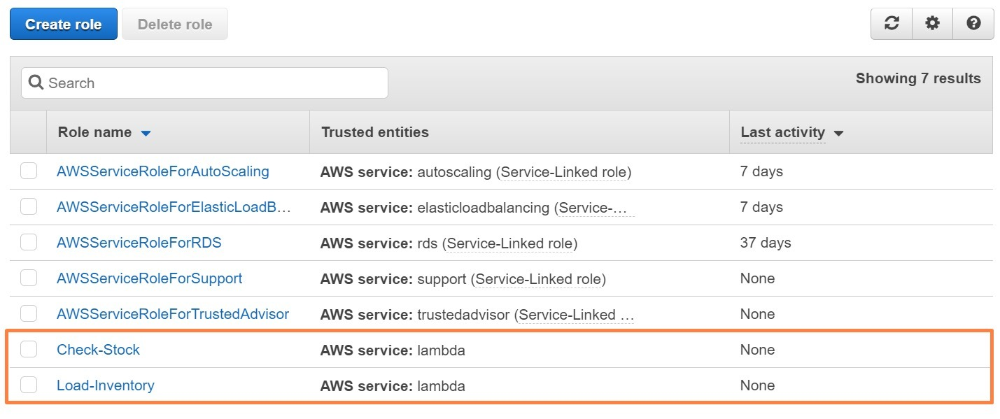 Create role Delete role
Search
Showing 7 results
Role name Trusted entities Last activity
AWSServiceRoleForAutoScaling AWS service: autoscaling (Service-Linked role) 7 days
AWSServiceRoleForElasticLoadB… AWS service: elasticloadbalancing (Service-… 7 days
AWSServiceRoleForRDS AWS service: rds (Service-Linked role) 37 days
AWSServiceRoleForSupport AWS service: support (Service-Linked role) None
AWSServiceRoleForTrustedAdvisor AWS service: trustedadvisor (Service-Linked … None
Check-Stock AWS service: lambda None
Load-Inventory AWS service: lambda None